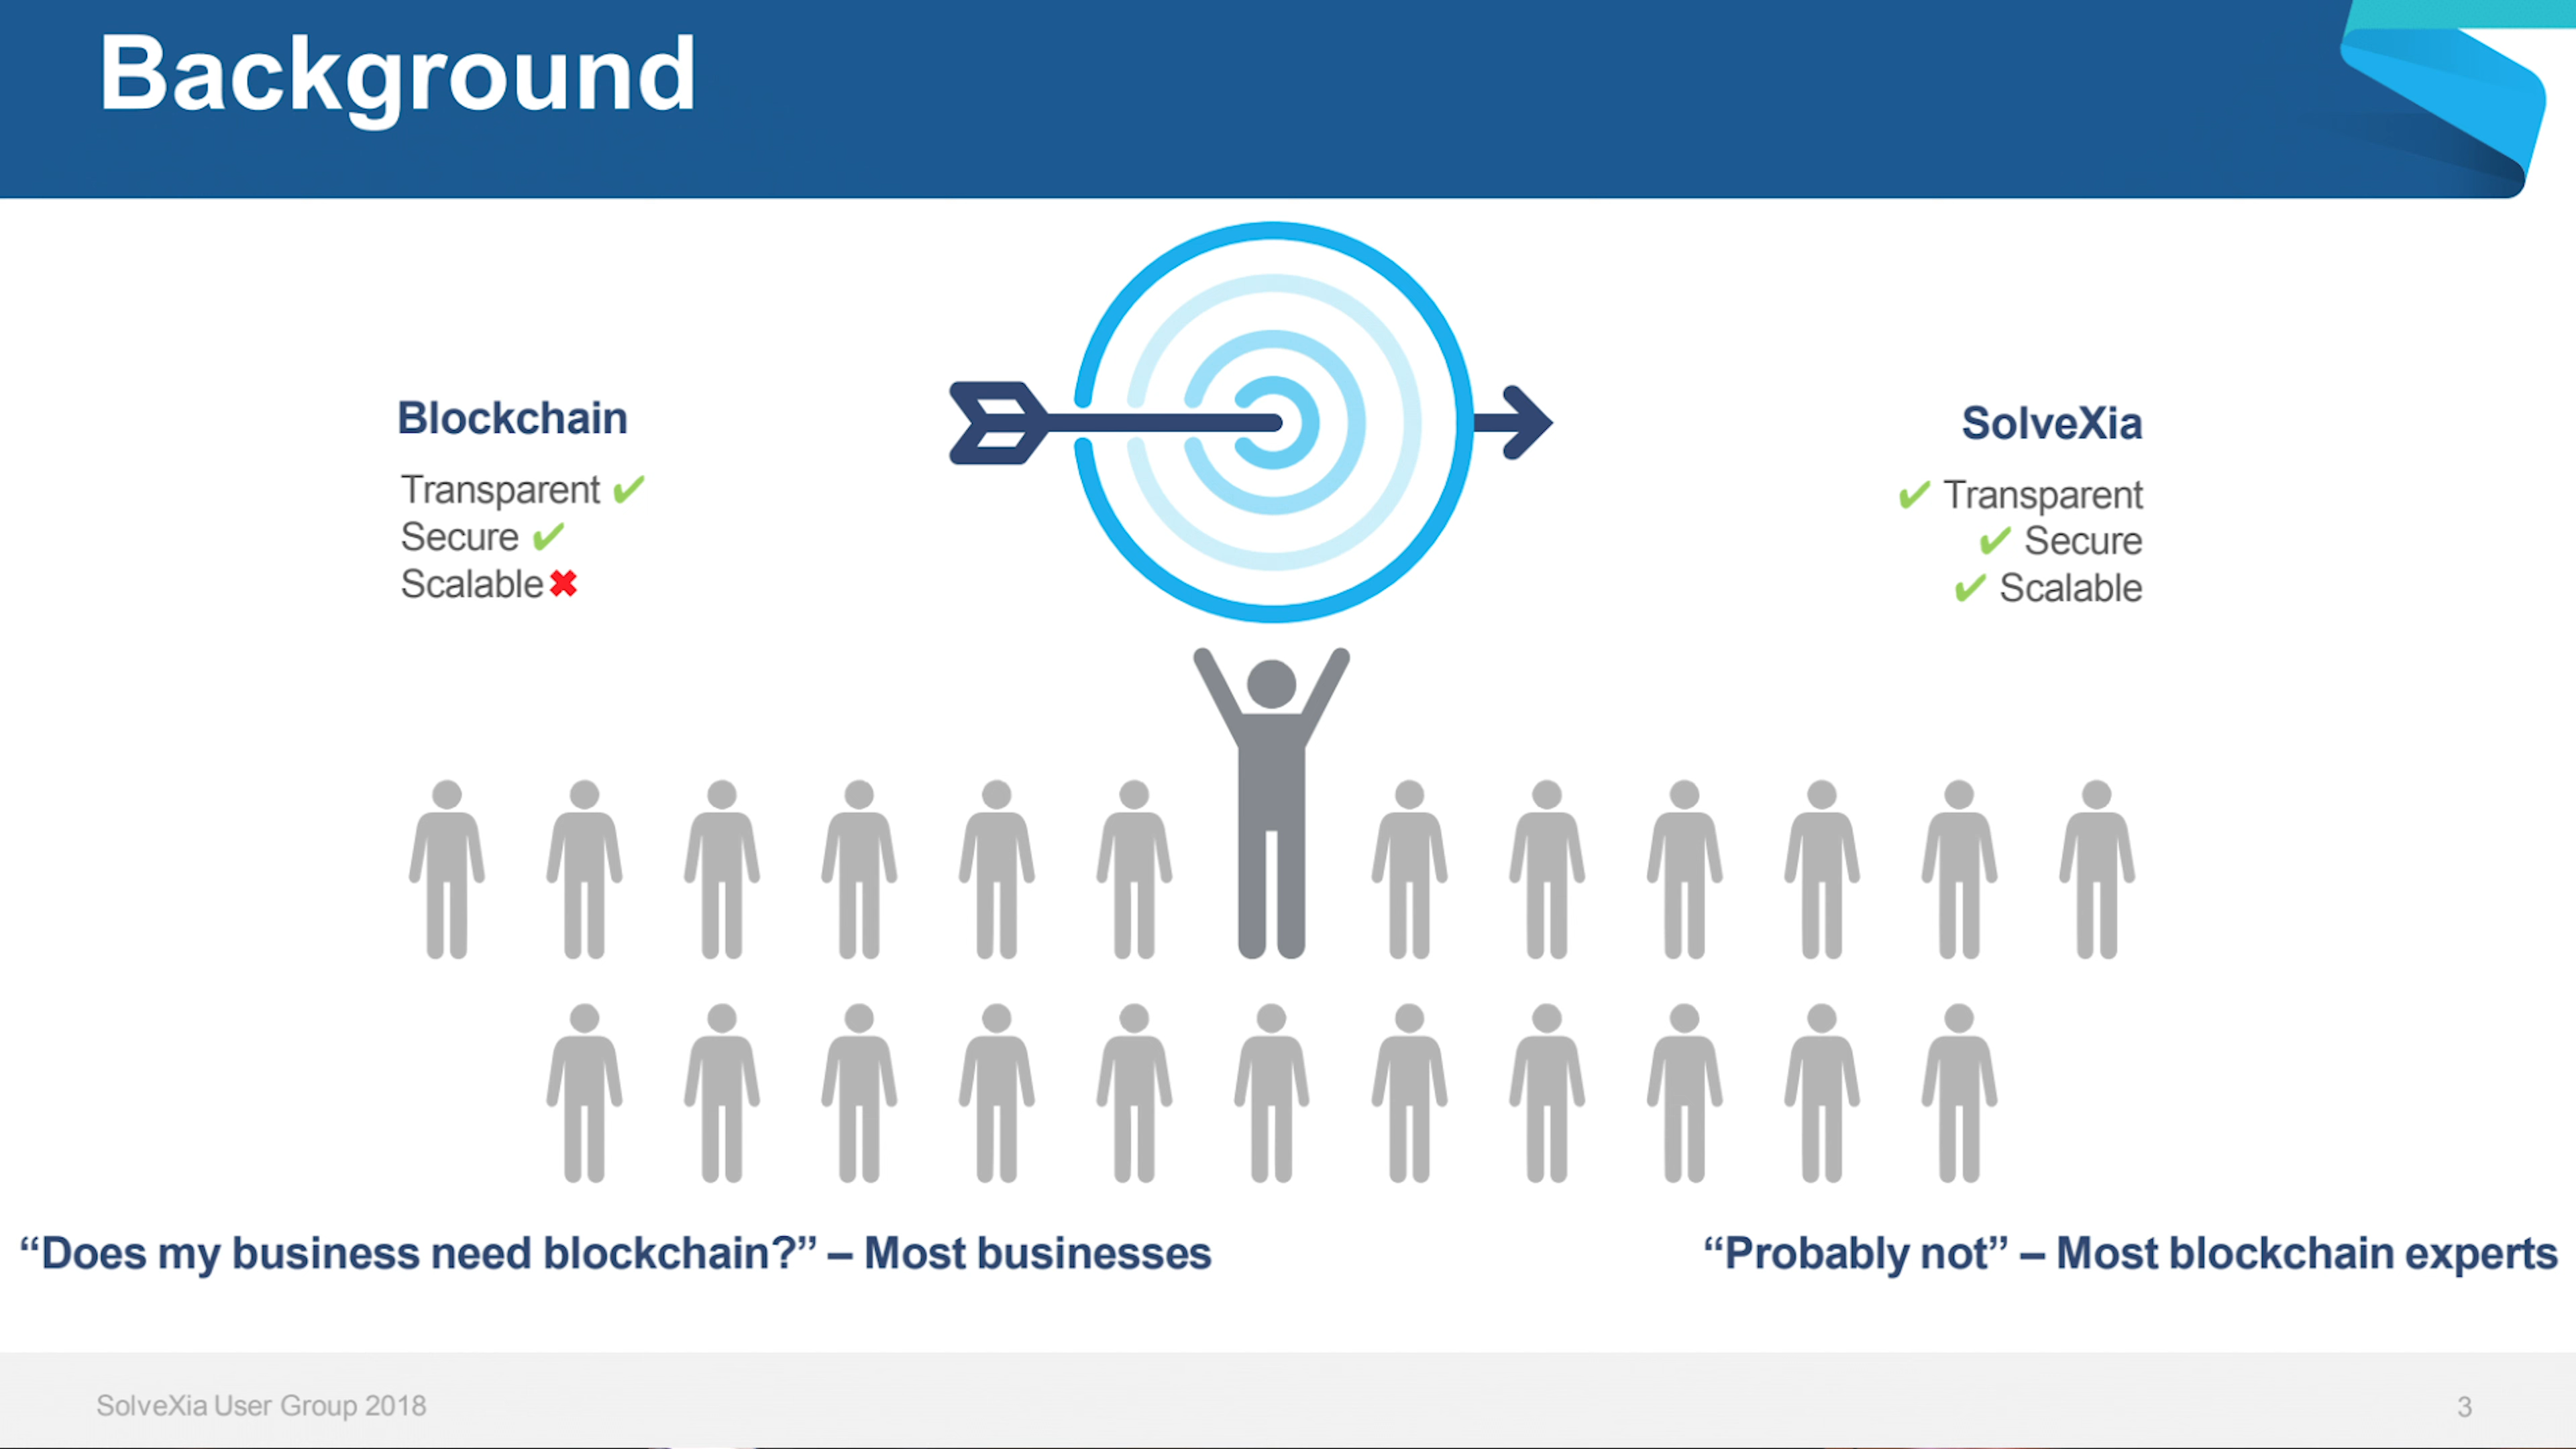 Background
Blockchain
Transparent ✔
Secure ✔
Scalable ✖
SolveXia
✔ Transparent
✔ Secure
✔ Scalable
“Does my business need blockchain?” – Most businesses
“Probably not” – Most blockchain experts
SolveXia User Group 2018
3